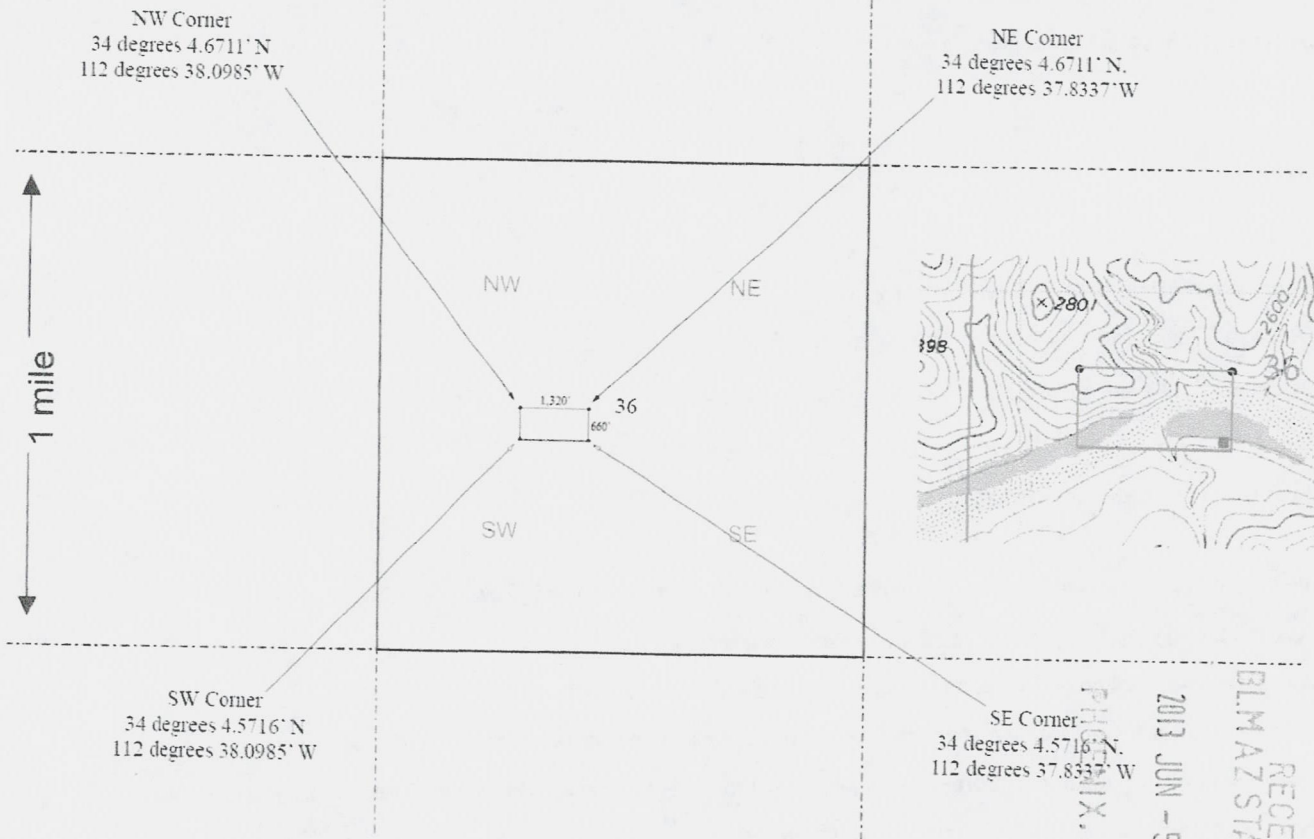 NW Corner
34 degrees 4.6711' N
112 degrees 38.0985' W
NE Corner
34 degrees 4.6711' N.
112 degrees 37.8337' W
1 mile
NW
NE
1,320'
36
660'
SW
SE
2801
398
2600
36
SW Corner
34 degrees 4.5716' N
112 degrees 38.0985' W
SE Corner
34 degrees 4.5716' N.
112 degrees 37.8337' W
PHOENIX,
2013 JUN - 5
BLM AZ STA
RECE